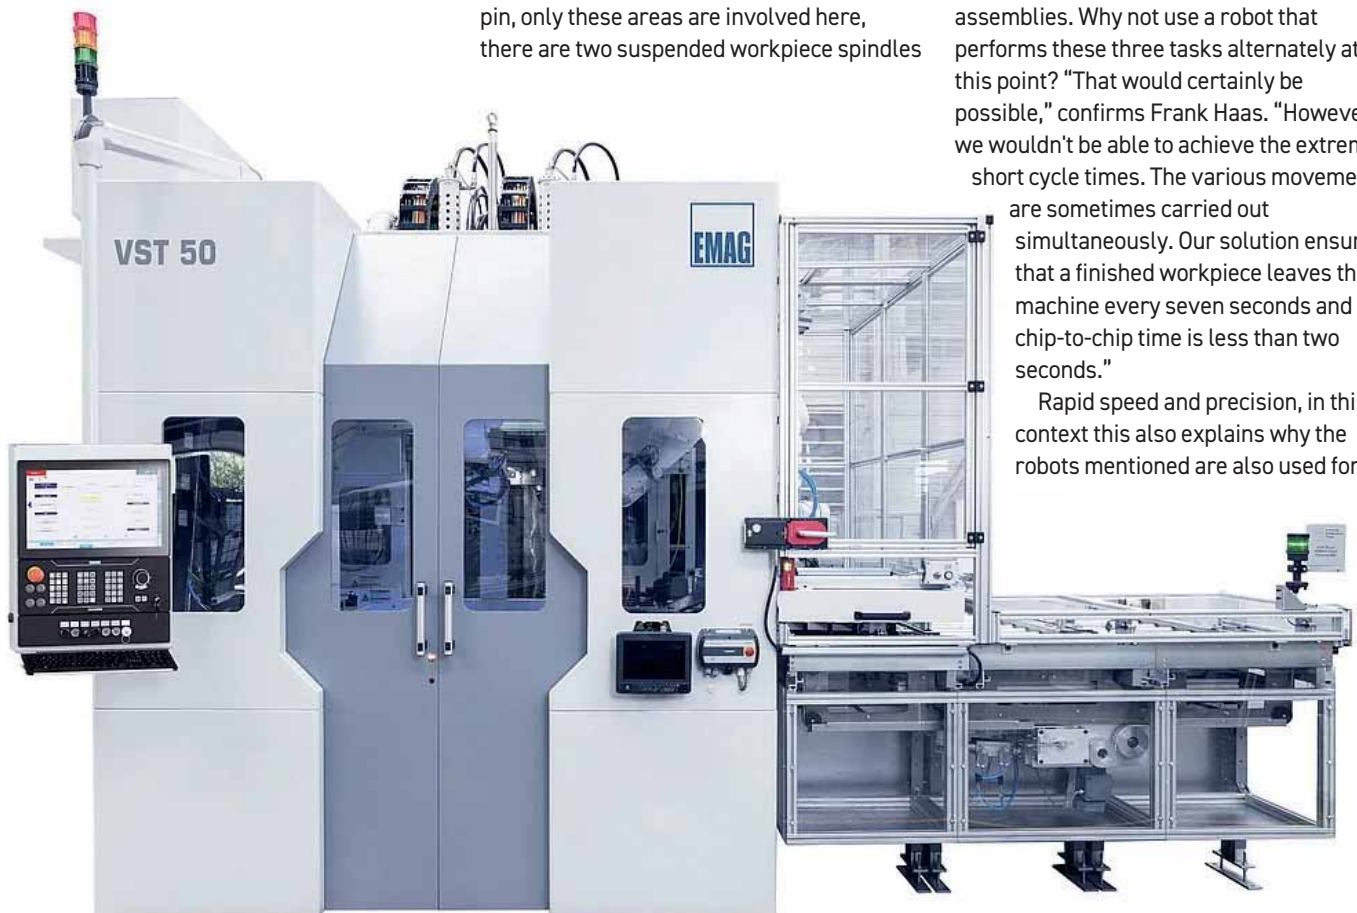 pin, only these areas are involved here,
there are two suspended workpiece spindles
assemblies. Why not use a robot that
performs these three tasks alternately at
this point? “That would certainly be
possible,” confirms Frank Haas. “Howeve
we wouldn't be able to achieve the extrem
short cycle times. The various moveme
are sometimes carried out
simultaneously. Our solution ensur
that a finished workpiece leaves th
machine every seven seconds and
chip-to-chip time is less than two
seconds.”
Rapid speed and precision, in thi
context this also explains why the
robots mentioned are also used for
VST 50
EMAG